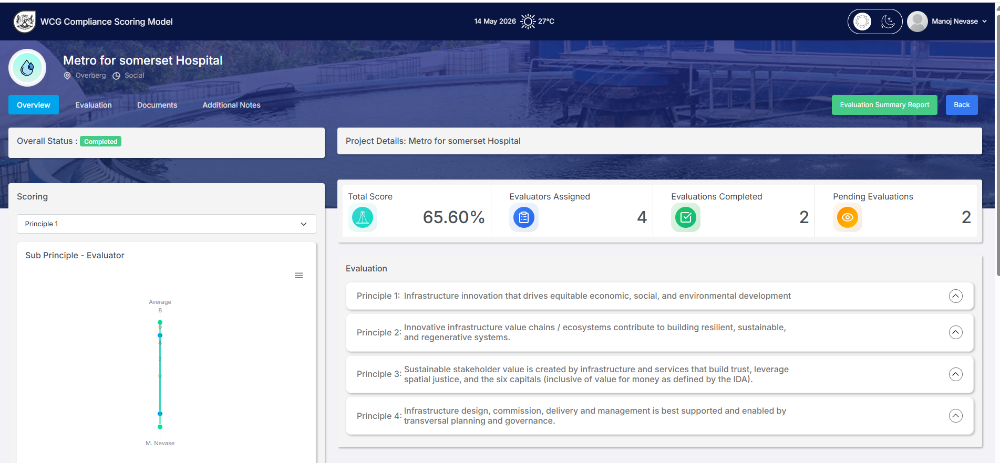 WCG Compliance Scoring Model
14 May 2026
27°C
Manoj Nevase
Metro for somerset Hospital
Overberg
Social
Overview
Evaluation
Documents
Additional Notes
Evaluation Summary Report
Back
Overall Status : Completed
Project Details: Metro for somerset Hospital
Scoring
Principle 1
Sub Principle - Evaluator
Average
8
6
4
2
0
M. Nevase
Total Score
65.60%
Evaluators Assigned
4
Evaluations Completed
2
Pending Evaluations
2
Evaluation
Principle 1: Infrastructure innovation that drives equitable economic, social, and environmental development
Principle 2: Innovative infrastructure value chains / ecosystems contribute to building resilient, sustainable,
and regenerative systems.
Principle 3: Sustainable stakeholder value is created by infrastructure and services that build trust, leverage
spatial justice, and the six capitals (inclusive of value for money as defined by the IDA).
Principle 4: Infrastructure design, commission, delivery and management is best supported and enabled by
transversal planning and governance.